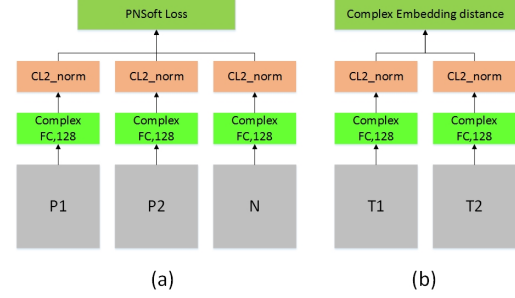 PNSoft Loss
Complex Embedding distance
CL2_norm
CL2_norm
CL2_norm
CL2_norm
CL2_norm
Complex
FC,128
Complex
FC,128
Complex
FC,128
Complex
FC,128
Complex
FC,128
P1
P2
N
T1
T2
(a)
(b)